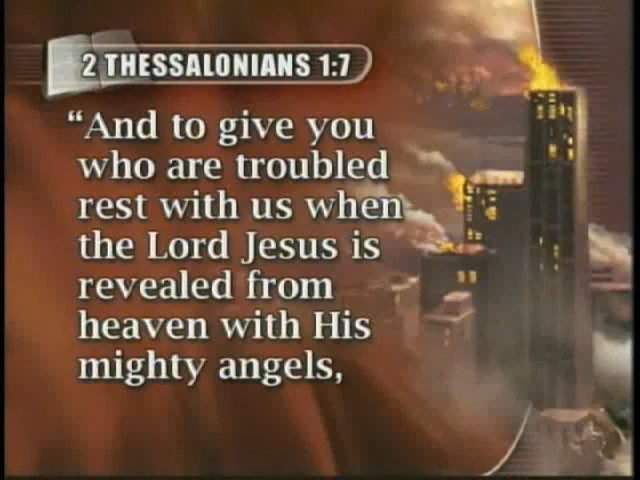 2 THESSALONIANS 1:7
“And to give you
who are troubled
rest with us when
the Lord Jesus is
revealed from
heaven with His
mighty angels,